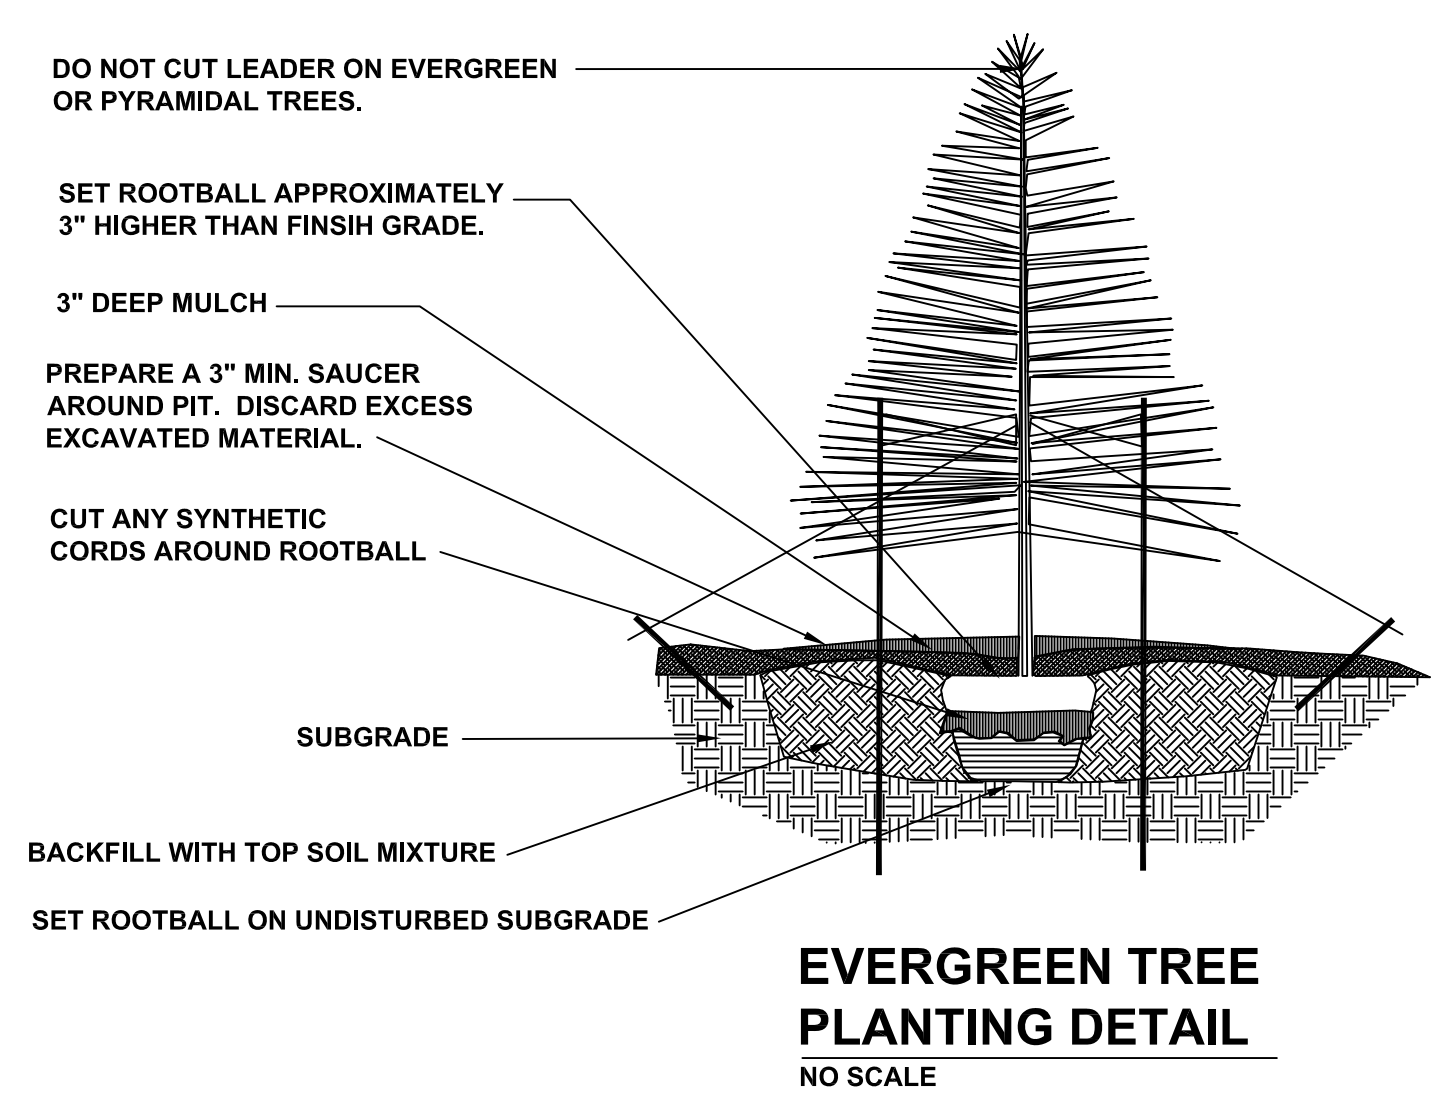 DO NOT CUT LEADER ON EVERGREEN
OR PYRAMIDAL TREES.
SET ROOTBALL APPROXIMATELY
3" HIGHER THAN FINSIH GRADE.
3" DEEP MULCH
PREPARE A 3" MIN. SAUCER
AROUND PIT. DISCARD EXCESS
EXCAVATED MATERIAL.
CUT ANY SYNTHETIC
CORDS AROUND ROOTBALL
SUBGRADE
BACKFILL WITH TOP SOIL MIXTURE
SET ROOTBALL ON UNDISTURBED SUBGRADE
EVERGREEN TREE
PLANTING DETAIL
NO SCALE